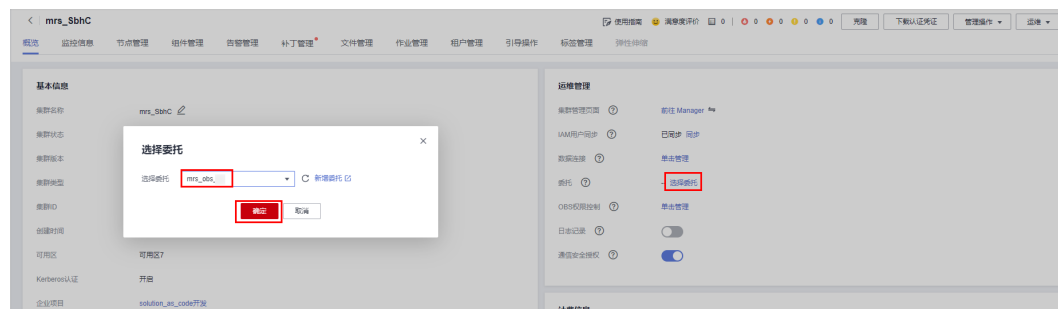 < mrs_SbhC
使用指南 满意度评价 0 | 0 0 0 0 克隆 下载认证凭证 管理操作 运维
概览 监控信息 节点管理 组件管理 告警管理 补丁管理 文件管理 作业管理 租户管理 引导操作 标签管理 弹性伸缩
基本信息
集群名称 mrs_SbhC
集群状态
集群版本
集群类型
集群ID
创建时间
可用区 可用区7
Kerberos认证 开启
企业项目 solution_as_code开发
选择委托 ×
选择委托 mrs_obs_ 新增委托
确定 取消
运维管理
集群管理页面 ? 前往 Manager
IAM用户同步 ? 已同步 同步
数据连接 ? 单击管理
委托 ? - 选择委托
OBS权限控制 ? 单击管理
日志记录 ?
通信安全授权 ?